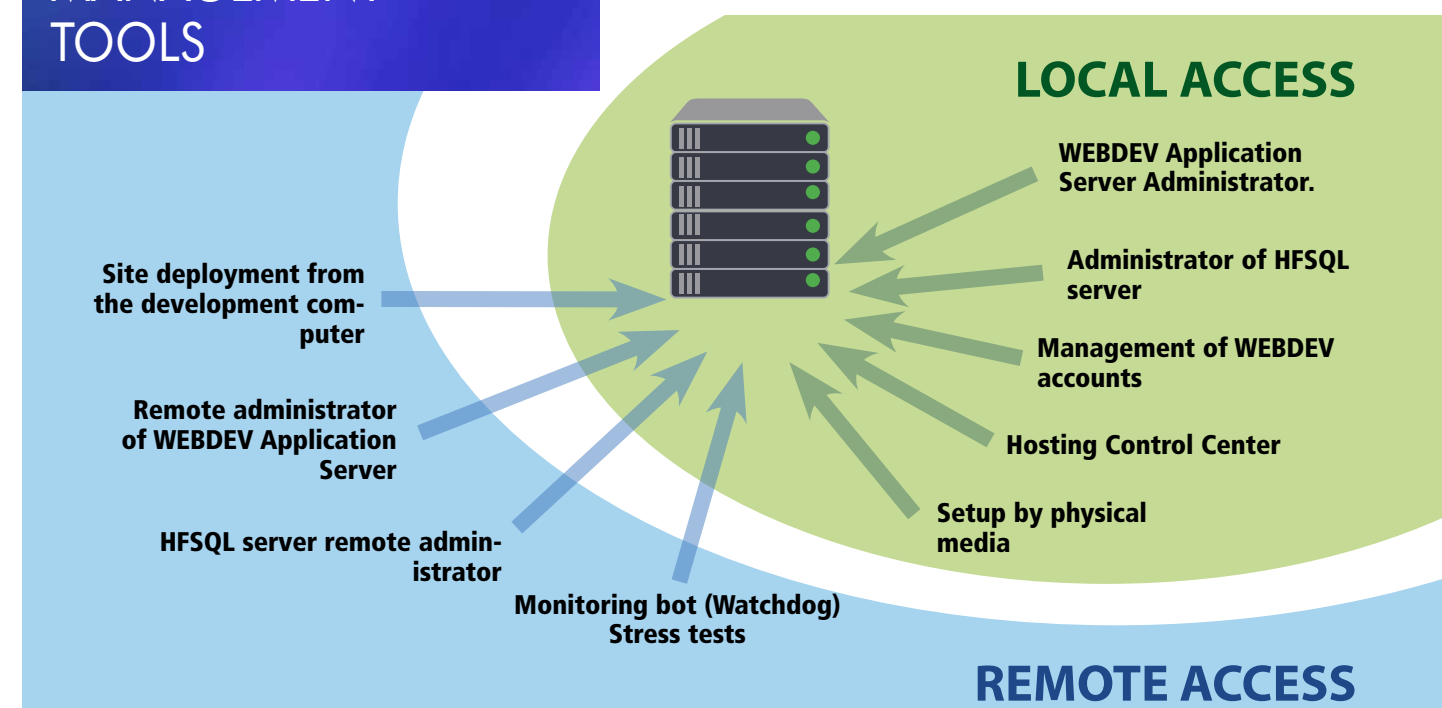 MANAGEMENT
TOOLS
LOCAL ACCESS
WEBDEV Application
Server Administrator.
Administrator of HFSQL
server
Management of WEBDEV
accounts
Hosting Control Center
Setup by physical
media
Site deployment from
the development com-
puter
Remote administrator
of WEBDEV Application
Server
HFSQL server remote admin-
istrator
Monitoring bot (Watchdog)
Stress tests
REMOTE ACCESS